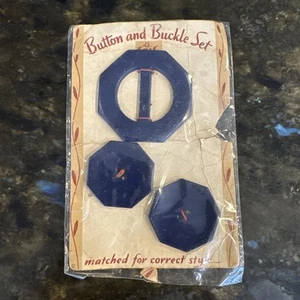 Button and Buckle Set
matched for correct style